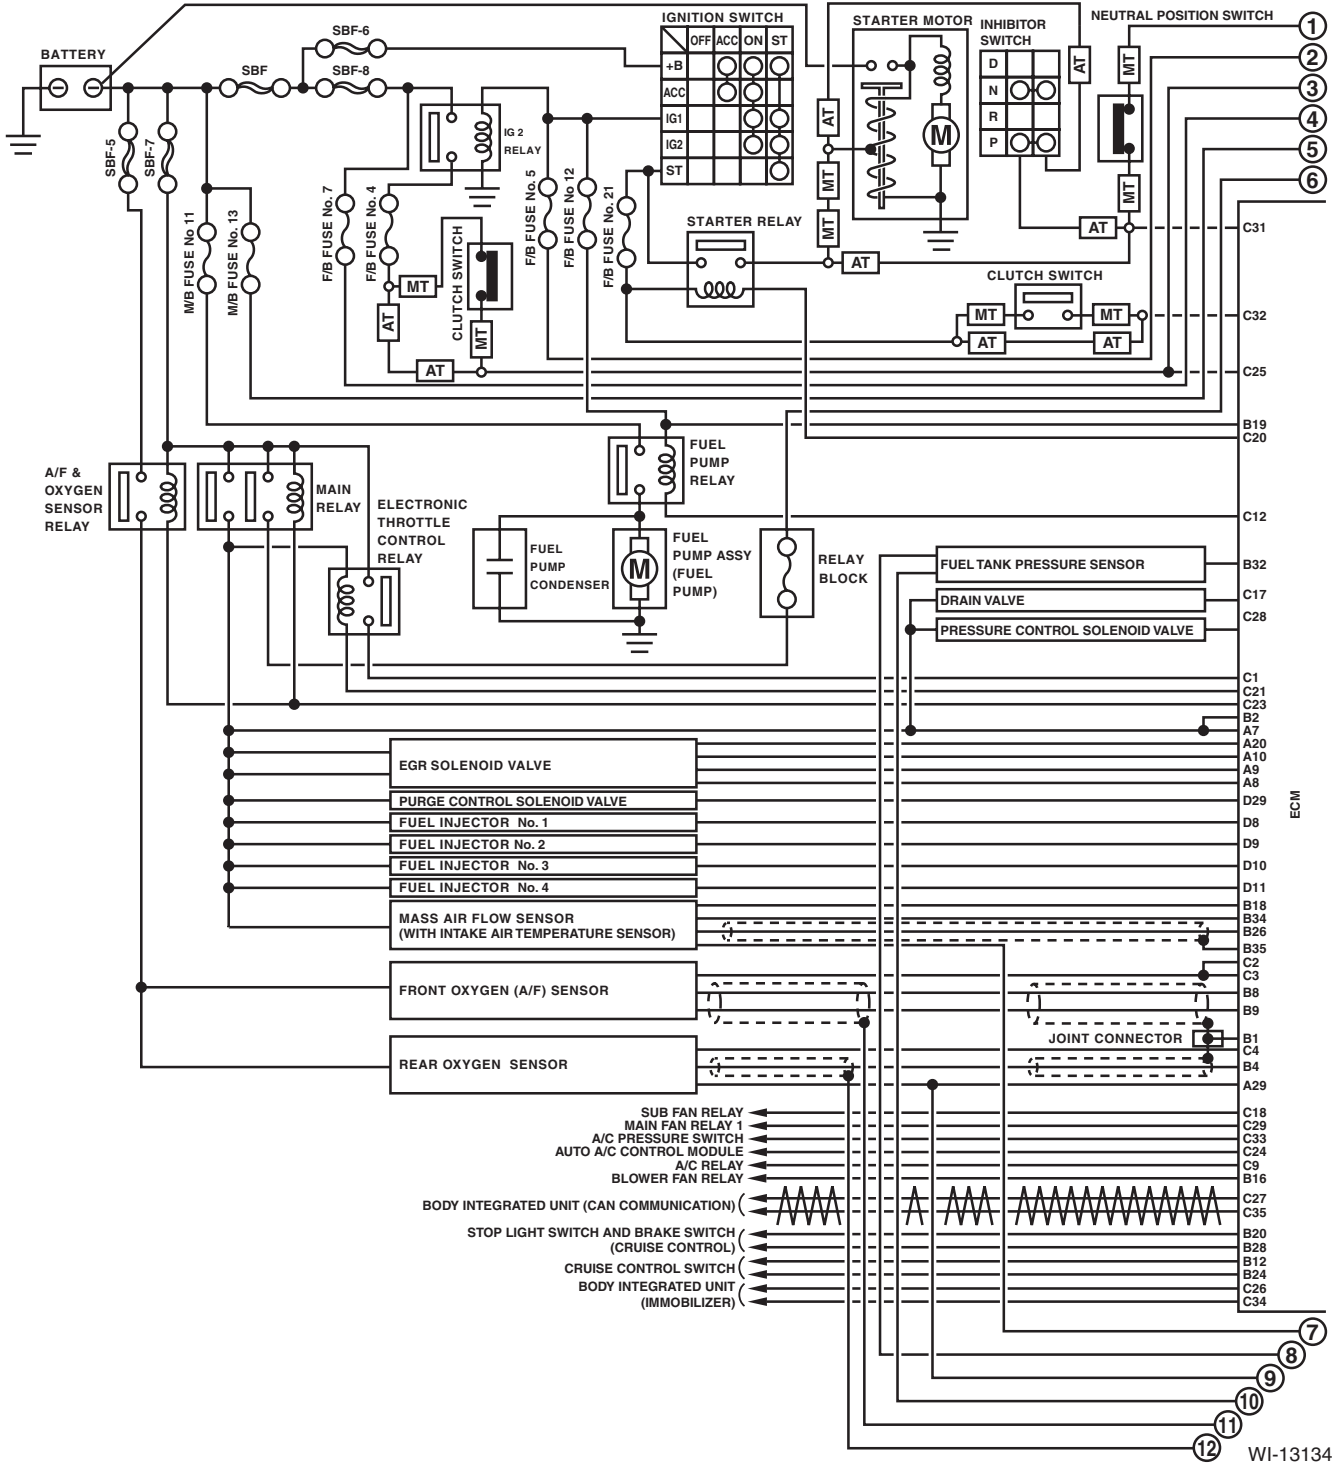 IGNITION SWITCH
OFF ACC ON ST
+B
ACC
IG1
IG2
ST
STARTER MOTOR
M
INHIBITOR
SWITCH
D
N
R
P
NEUTRAL POSITION SWITCH
MT
AT
MT
AT
AT
MT
MT
AT
1
2
3
4
5
6
BATTERY
SBF-6
SBF
SBF-8
SBF-5
SBF-7
IG 2
RELAY
M/B FUSE No 11
M/B FUSE No. 13
F/B FUSE No. 7
F/B FUSE No. 4
F/B FUSE No. 5
F/B FUSE No 12
F/B FUSE No. 21
CLUTCH SWITCH
MT
AT
MT
AT
STARTER RELAY
CLUTCH SWITCH
MT
MT
AT
AT
C31
C32
C25
B19
C20
C12
B32
C17
C28
C1
C21
C23
B2
A7
A20
A10
A9
A8
D29
D8
D9
D10
D11
B18
B34
B26
B35
C2
C3
B8
B9
B1
C4
B4
A29
C18
C29
C33
C24
C9
B16
C27
C35
B20
B28
B12
B24
C26
C34
ECM
A/F &
OXYGEN
SENSOR
RELAY
MAIN
RELAY
ELECTRONIC
THROTTLE
CONTROL
RELAY
FUEL
PUMP
RELAY
FUEL
PUMP
CONDENSER
M
FUEL
PUMP ASSY
(FUEL
PUMP)
RELAY
BLOCK
FUEL TANK PRESSURE SENSOR
DRAIN VALVE
PRESSURE CONTROL SOLENOID VALVE
EGR SOLENOID VALVE
PURGE CONTROL SOLENOID VALVE
FUEL INJECTOR No. 1
FUEL INJECTOR No. 2
FUEL INJECTOR No. 3
FUEL INJECTOR No. 4
MASS AIR FLOW SENSOR
(WITH INTAKE AIR TEMPERATURE SENSOR)
FRONT OXYGEN (A/F) SENSOR
JOINT CONNECTOR
REAR OXYGEN SENSOR
SUB FAN RELAY
MAIN FAN RELAY 1
A/C PRESSURE SWITCH
AUTO A/C CONTROL MODULE
A/C RELAY
BLOWER FAN RELAY
BODY INTEGRATED UNIT (CAN COMMUNICATION)
STOP LIGHT SWITCH AND BRAKE SWITCH
(CRUISE CONTROL)
CRUISE CONTROL SWITCH
BODY INTEGRATED UNIT
(IMMOBILIZER)
7
8
9
10
11
12
WI-13134